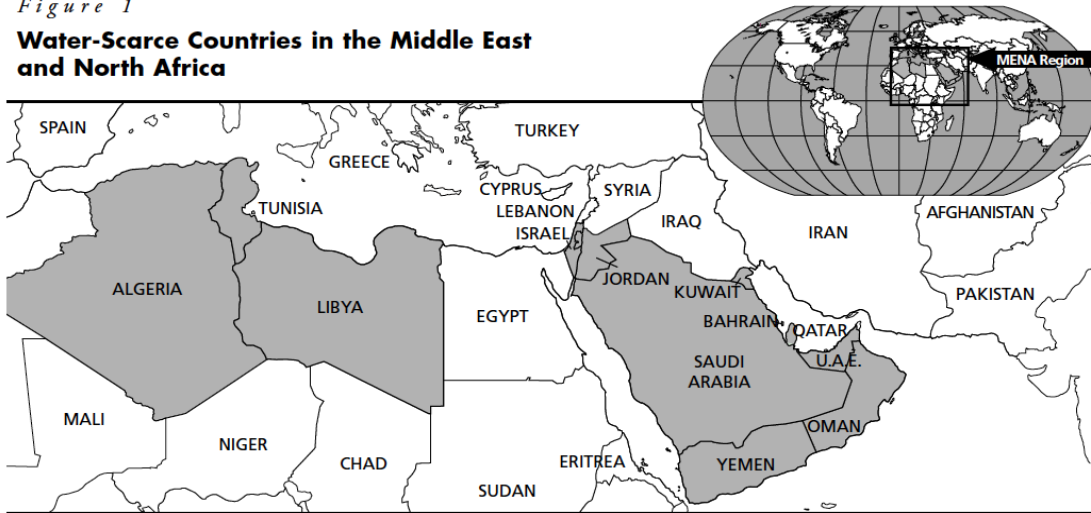 Figure 1
Water-Scarce Countries in the Middle East
and North Africa
MENA Region
SPAIN
TURKEY
GREECE
CYPRUS
SYRIA
TUNISIA
LEBANON
ISRAEL
IRAQ
IRAN
AFGHANISTAN
ALGERIA
LIBYA
EGYPT
JORDAN
KUWAIT
PAKISTAN
BAHRAIN
QATAR
SAUDI
ARABIA
U.A.E.
MALI
NIGER
CHAD
SUDAN
ERITREA
YEMEN
OMAN